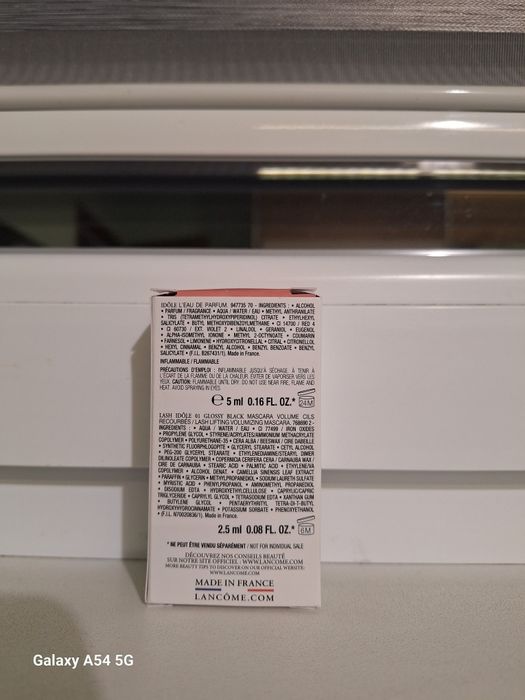 IDÔLE L'EAU DE PARFUM. 947735 70 - INGREDIENTS : • ALCOHOL
• PARFUM / FRAGRANCE • AQUA / WATER / EAU • METHYL ANTHRANILATE
• TRIS (TETRAMETHYLHYDROXYPIPERIDINOL) CITRATE • ETHYLHEXYL
SALICYLATE • BUTYL METHOXYDIBENZOYLMETHANE • CI 14700 / RED 4
• CI 60730 / EXT. VIOLET 2 • LINALOOL • GERANIOL • EUGENOL
• ALPHA-ISOMETHYL IONONE • METHYL 2-OCTYNOATE • COUMARIN
• FARNESOL • LIMONENE • HYDROXYCITRONELLAL • CITRAL • CITRONELLOL
• HEXYL CINNAMAL • BENZYL ALCOHOL • BENZYL BENZOATE • BENZYL
SALICYLATE • (F.I.L. B267431/1). Made in France.
INFLAMMABLE / FLAMMABLE
PRÉCAUTIONS D'EMPLOI : INFLAMMABLE JUSQU'À SÉCHAGE. À TENIR À
L'ÉCART DE LA FLAMME OU DE LA CHALEUR. ÉVITER DE VAPORISER VERS LES
YEUX. CAUTION: FLAMMABLE UNTIL DRY. DO NOT USE NEAR FIRE, FLAME AND
HEAT. AVOID SPRAYING IN EYES.
℮ 5 ml 0.16 FL. OZ.* 24M
LASH IDÔLE 01 GLOSSY BLACK MASCARA VOLUME CILS
RECOURBÉS / LASH LIFTING VOLUMIZING MASCARA. 768690 2 -
INGREDIENTS : • AQUA / WATER / EAU • CI 77499 / IRON OXIDES
• PROPYLENE GLYCOL • STYRENE/ACRYLATES/AMMONIUM METHACRYLATE
COPOLYMER • POLYURETHANE-35 • CERA ALBA / BEESWAX / CIRE DABEILLE
• SYNTHETIC FLUORPHLOGOPITE • GLYCERYL STEARATE • CETYL ALCOHOL
• PEG-200 GLYCERYL STEARATE • ETHYLENEDIAMINE/STEARYL DIMER
DILINOLEATE COPOLYMER • COPERNICIA CERIFERA CERA / CARNAUBA WAX /
CIRE DE CARNAUBA • STEARIC ACID • PALMITIC ACID • ETHYLENE/VA
COPOLYMER • ALCOHOL DENAT. • CAMELLIA SINENSIS LEAF EXTRACT
• PARAFFIN • GLYCERIN • METHYLPROPANEDIOL • SODIUM LAURETH SULFATE
• MYRISTIC ACID • PHENYLPROPANOL • AMINOMETHYL PROPANEDIOL
• DISODIUM EDTA • HYDROXYETHYLCELLULOSE • CAPRYLIC/CAPRIC
TRIGLYCERIDE • CAPRYLYL GLYCOL • TETRASODIUM EDTA • XANTHAN GUM
• BUTYLENE GLYCOL • PENTAERYTHRITYL TETRA-DI-T-BUTYL
HYDROXYHYDROCINNAMATE • POTASSIUM SORBATE • PHENOXYETHANOL
• (F.I.L. N70020836/1). Made in France.
2.5 ml 0.08 FL. OZ.* 6M
* NE PEUT ÊTRE VENDU SÉPARÉMENT / NOT FOR INDIVIDUAL SALE
DÉCOUVREZ NOS CONSEILS BEAUTÉ
SUR NOTRE SITE OFFICIEL : WWW.LANCOME.COM
MORE BEAUTY TIPS TO DISCOVER ON OUR OFFICIAL WEBSITE:
WWW.LANCOME.COM
MADE IN FRANCE
LANCÔME.COM
Galaxy A54 5G